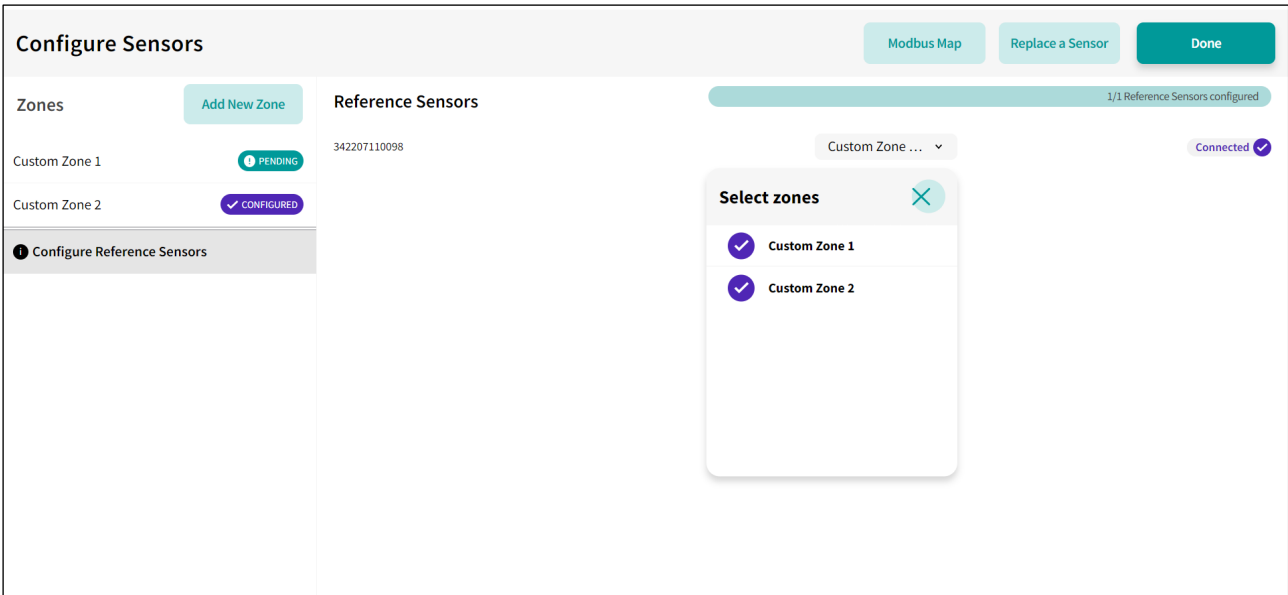 Configure Sensors
Modbus Map
Replace a Sensor
Done
Zones
Add New Zone
Reference Sensors
1/1 Reference Sensors configured
Custom Zone 1
PENDING
342207110098
Custom Zone ...
Connected
Custom Zone 2
CONFIGURED
Configure Reference Sensors
Select zones
Custom Zone 1
Custom Zone 2